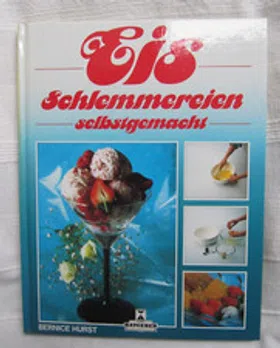 Eis
Schlemmereien
selbstgemacht
BERNICE HURST